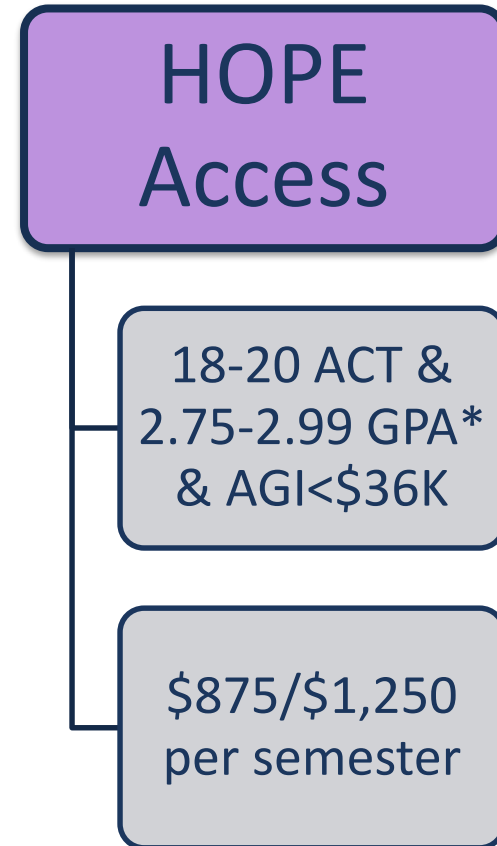 HOPE
Access
18-20 ACT &
2.75-2.99 GPA*
& AGI<$36K
$875/$1,250
per semester